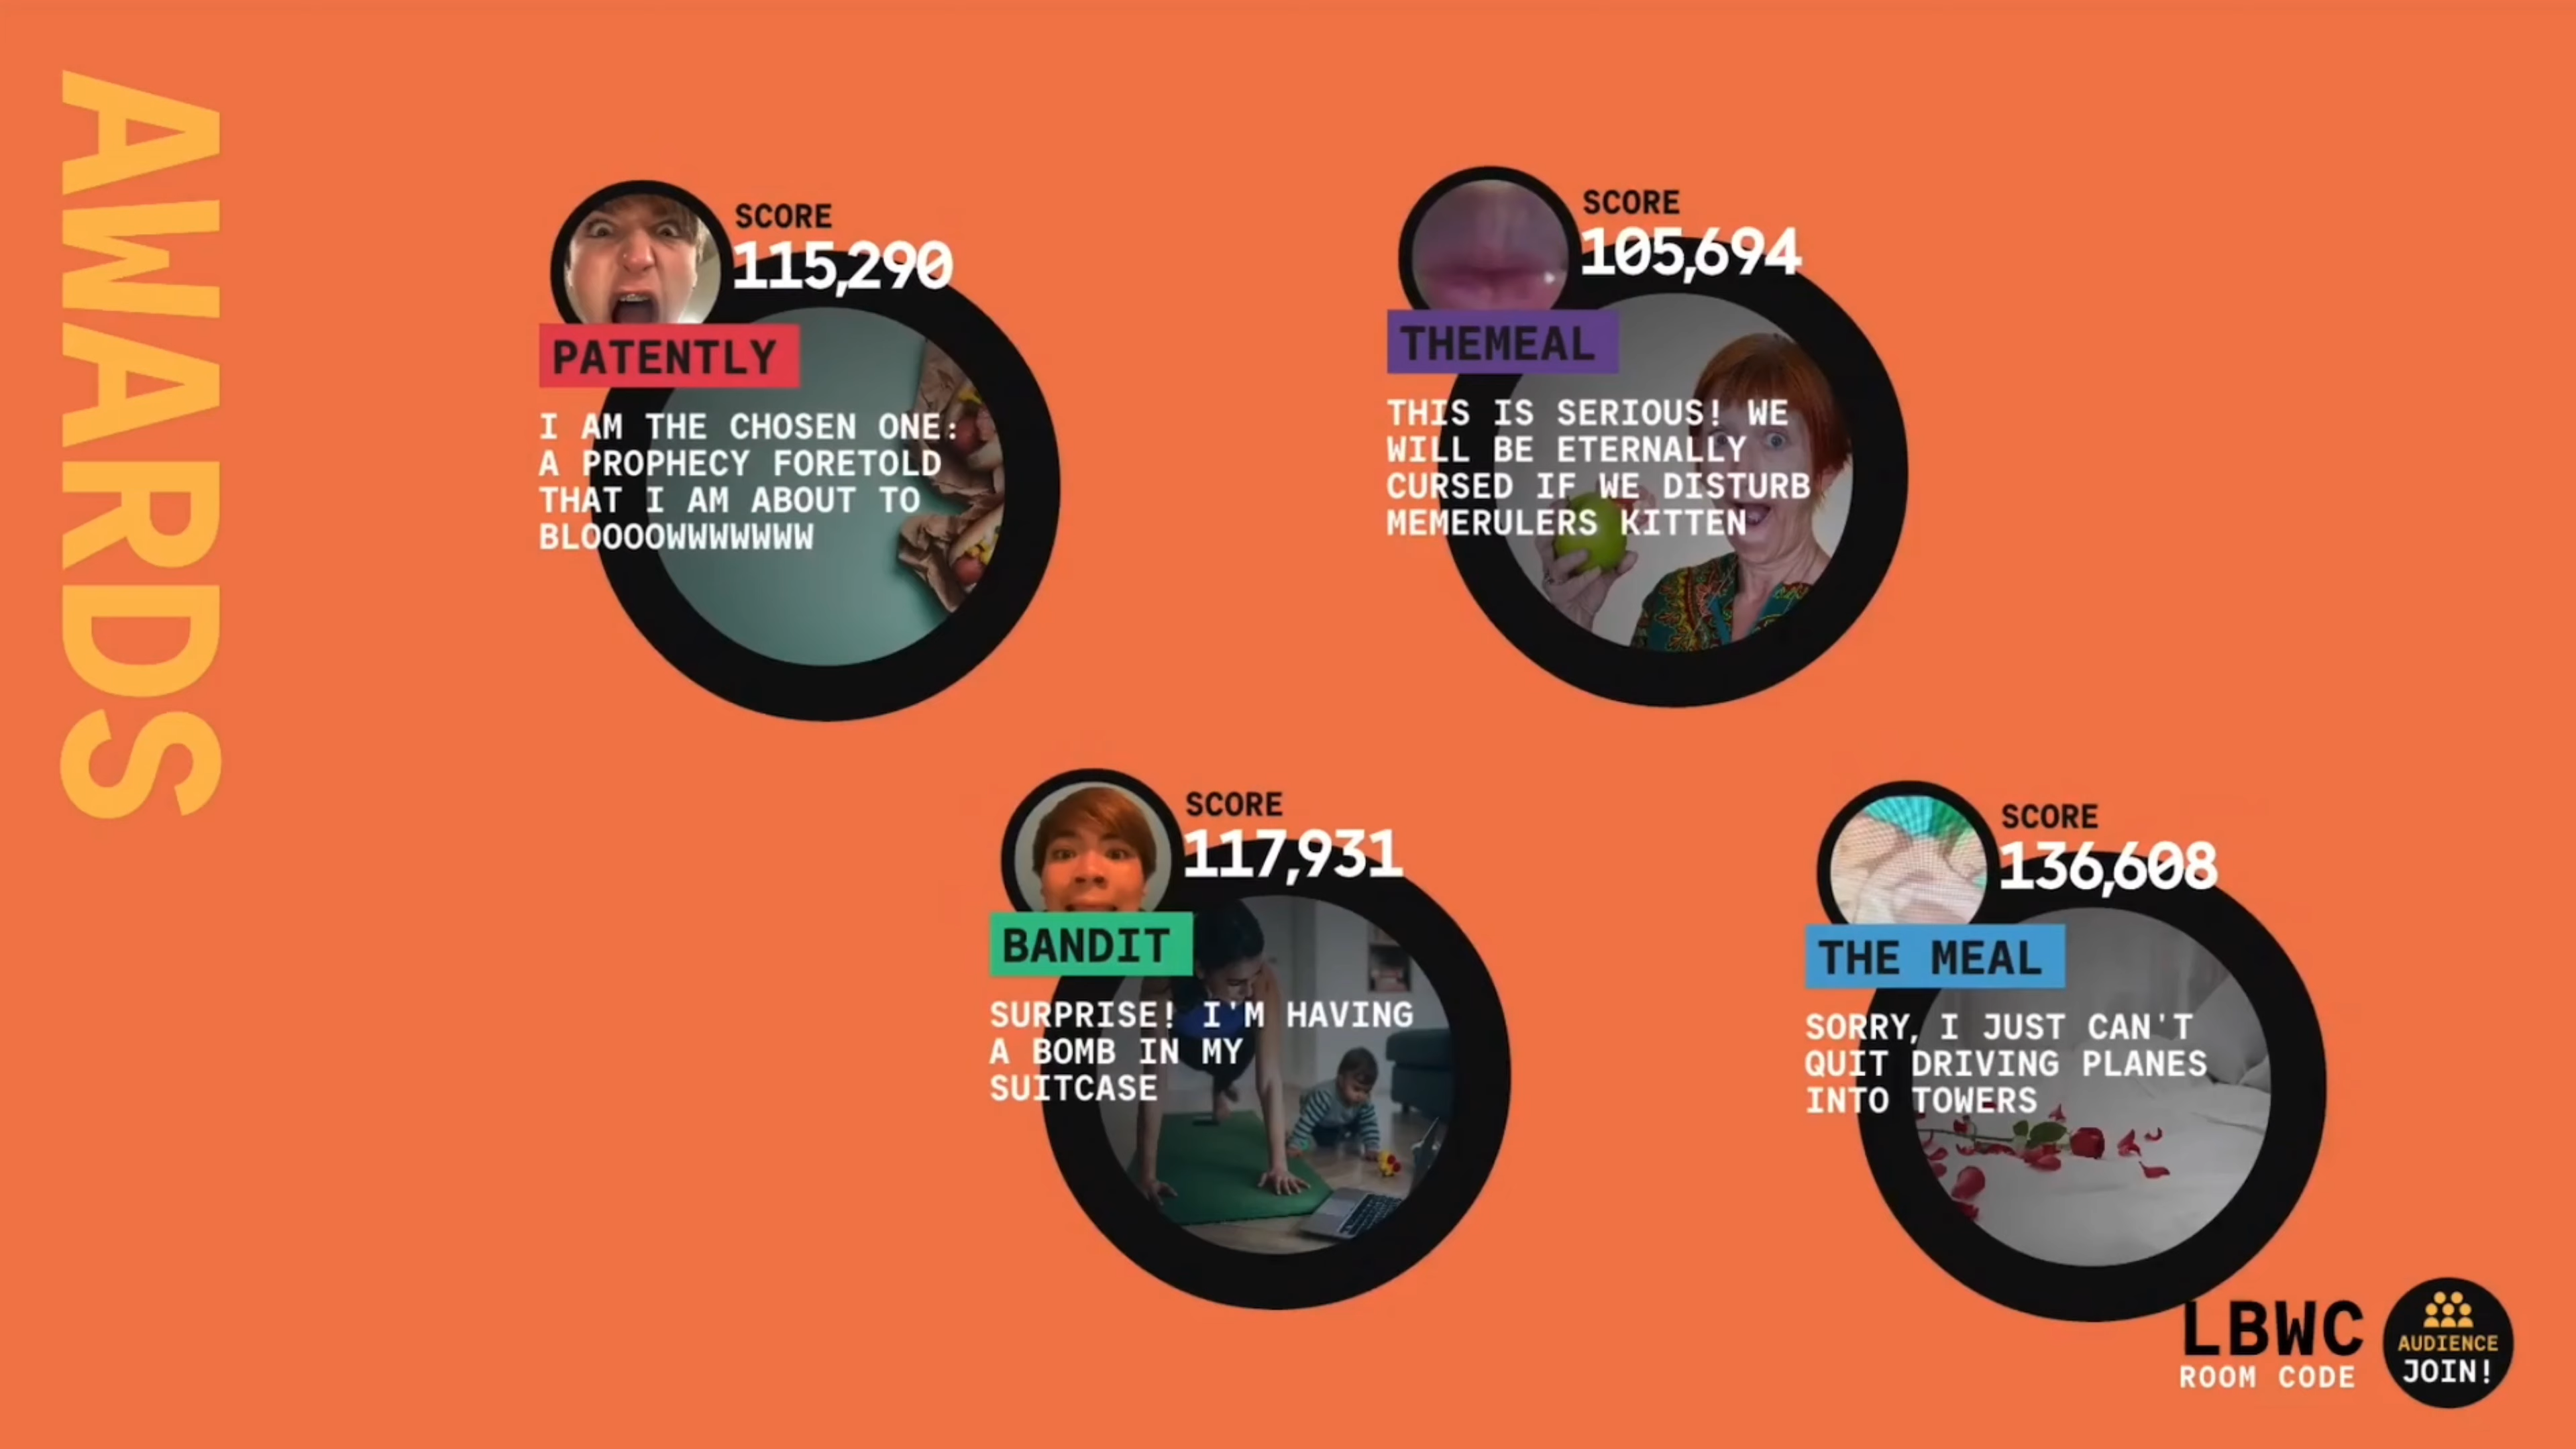 AWARDS
SCORE
115,290
PATENTLY
I AM THE CHOSEN ONE:
A PROPHECY FORETOLD
THAT I AM ABOUT TO
BLOOOOWWWWWWW
SCORE
105,694
THEMEAL
THIS IS SERIOUS! WE
WILL BE ETERNALLY
CURSED IF WE DISTURB
MEMERULERS KITTEN
SCORE
117,931
BANDIT
SURPRISE! I'M HAVING
A BOMB IN MY
SUITCASE
SCORE
136,608
THE MEAL
SORRY, I JUST CAN'T
QUIT DRIVING PLANES
INTO TOWERS
LBWC
ROOM CODE
AUDIENCE
JOIN!